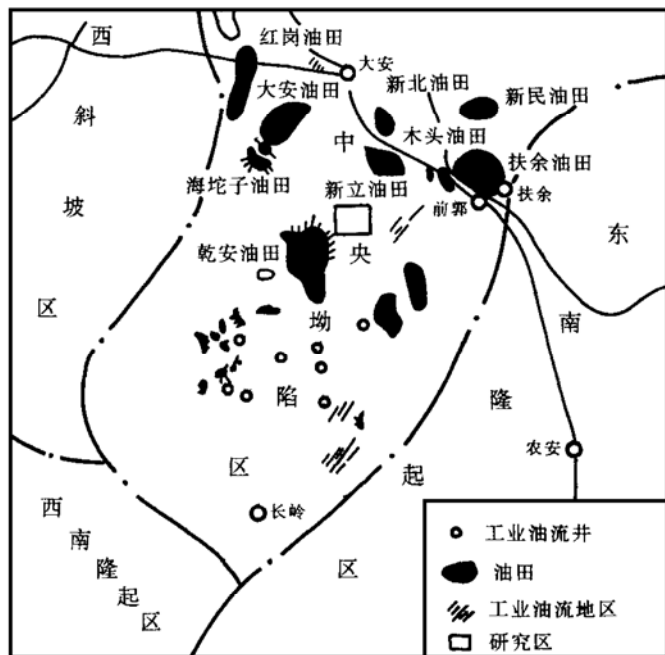 西斜坡区
红岗油田
大安
大安油田
新北油田
新民油田
木头油田
中央坳陷区
扶余油田
海坨子油田
新立油田
扶余
前郭
乾安油田
东南隆起区
农安
长岭
西南隆起区
工业油流井
油田
工业油流地区
研究区